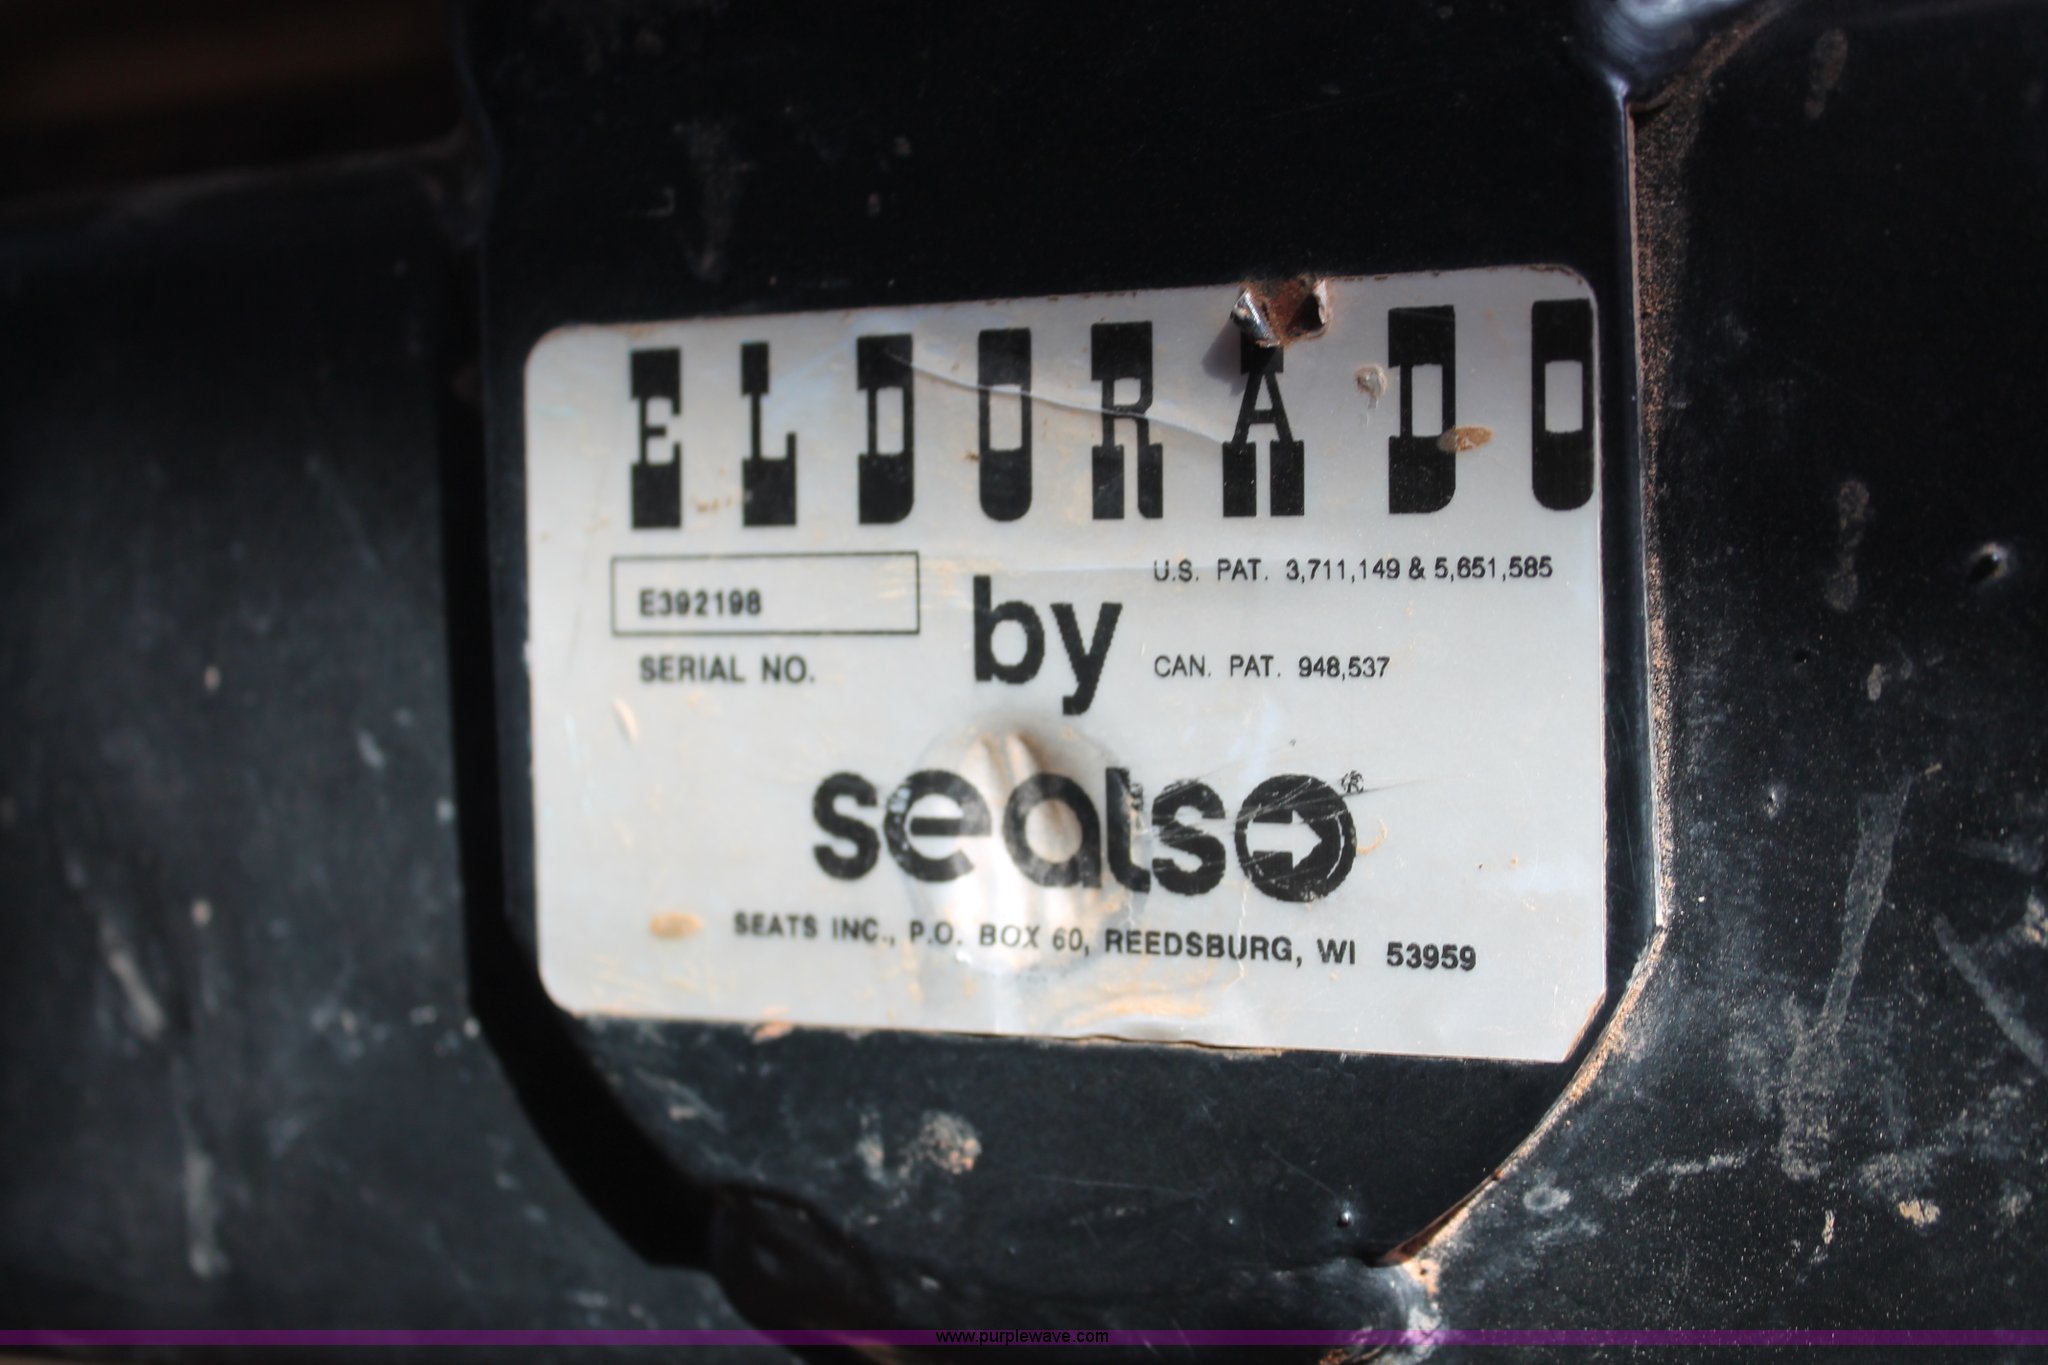 ELDORADO
E392198
SERIAL NO.
by
U.S. PAT. 3,711,149 & 5,651,585
CAN. PAT. 948,537
seats®
SEATS INC., P.O. BOX 60, REEDSBURG, WI 53959
www.purplewave.com